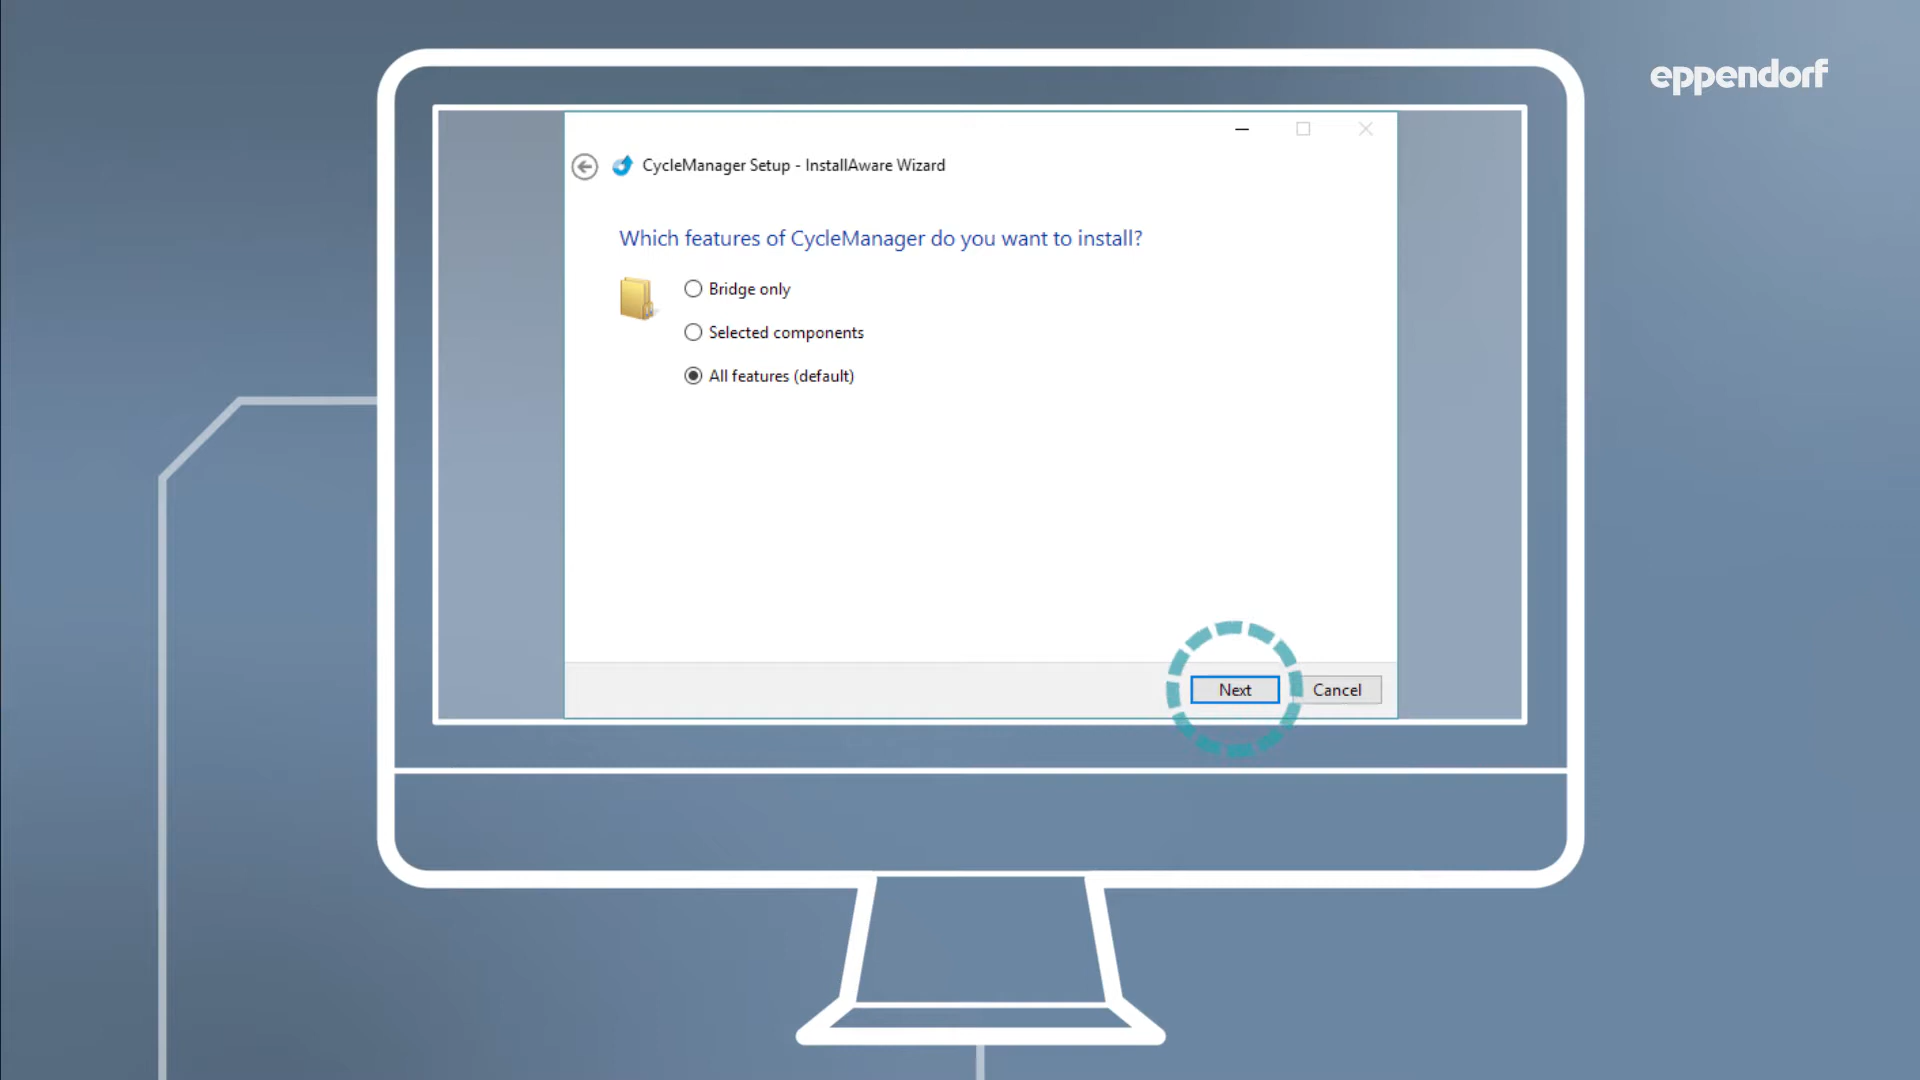 eppendorf
CycleManager Setup - InstallAware Wizard
Which features of CycleManager do you want to install?
Bridge only
Selected components
All features (default)
Next
Cancel